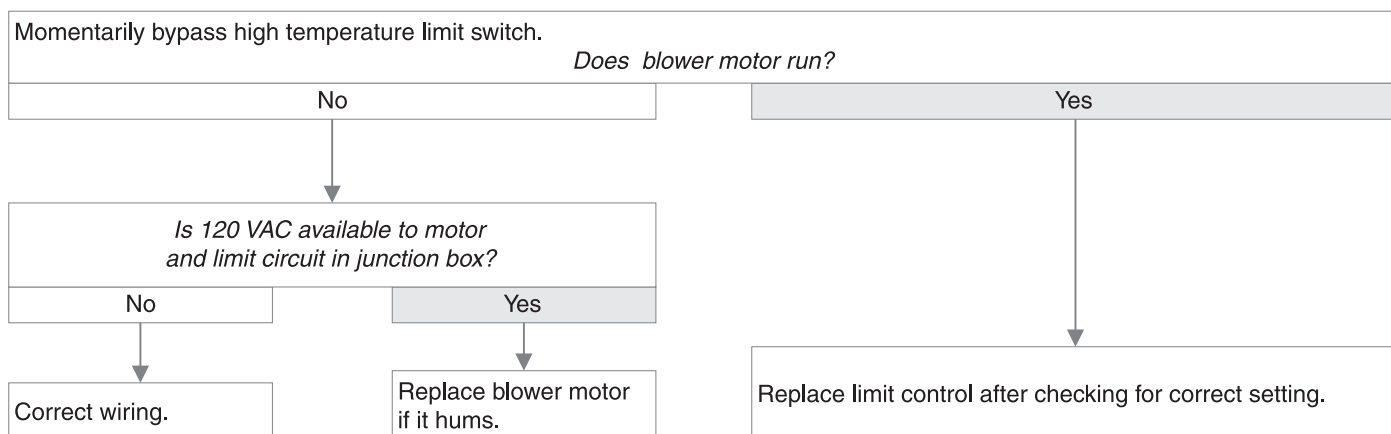 Momentarily bypass high temperature limit switch.
Does blower motor run?
No
Yes
Is 120 VAC available to motor
and limit circuit in junction box?
No
Yes
Correct wiring.
Replace blower motor
if it hums.
Replace limit control after checking for correct setting.